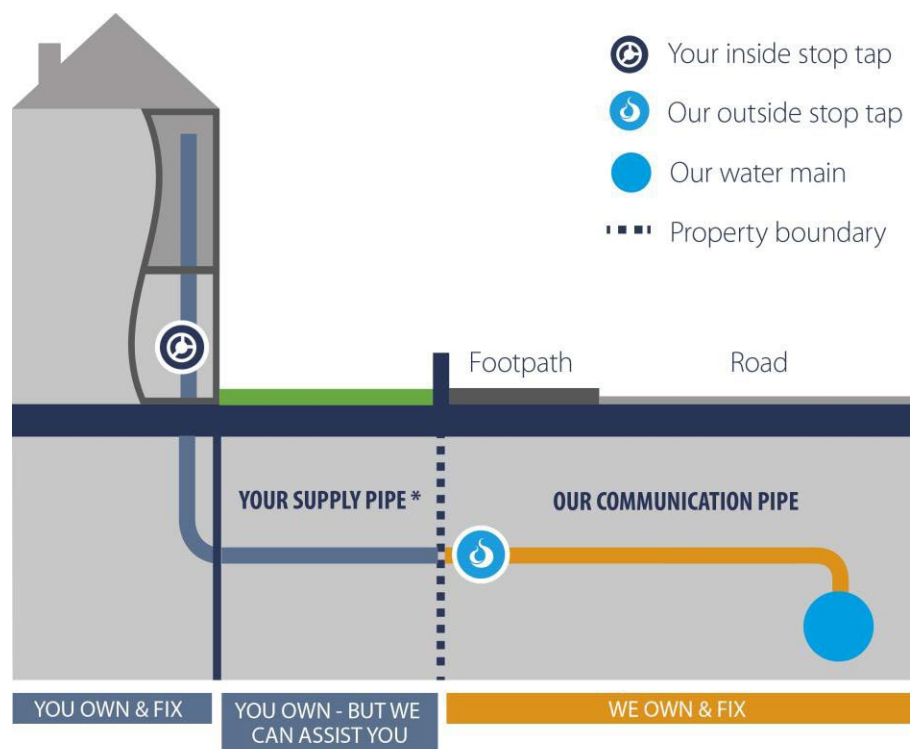 Your inside stop tap
Our outside stop tap
Our water main
Property boundary
Footpath
Road
YOUR SUPPLY PIPE *
OUR COMMUNICATION PIPE
YOU OWN & FIX
YOU OWN - BUT WE
CAN ASSIST YOU
WE OWN & FIX